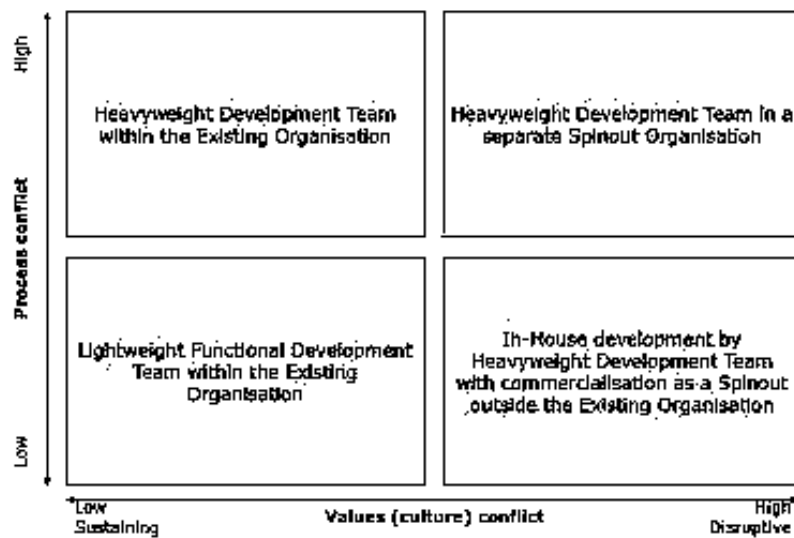 High
Heavyweight Development Team
within the Existing Organisation
Heavyweight Development Team in a
separate Spinout Organisation
Process conflict
Lightweight Functional Development
Team within the Existing
Organisation
In-House development by
Heavyweight Development Team
with commercialisation as a Spinout
outside the Existing Organisation
Low
Low
Sustaining
Values (culture) conflict
High
Disruptive